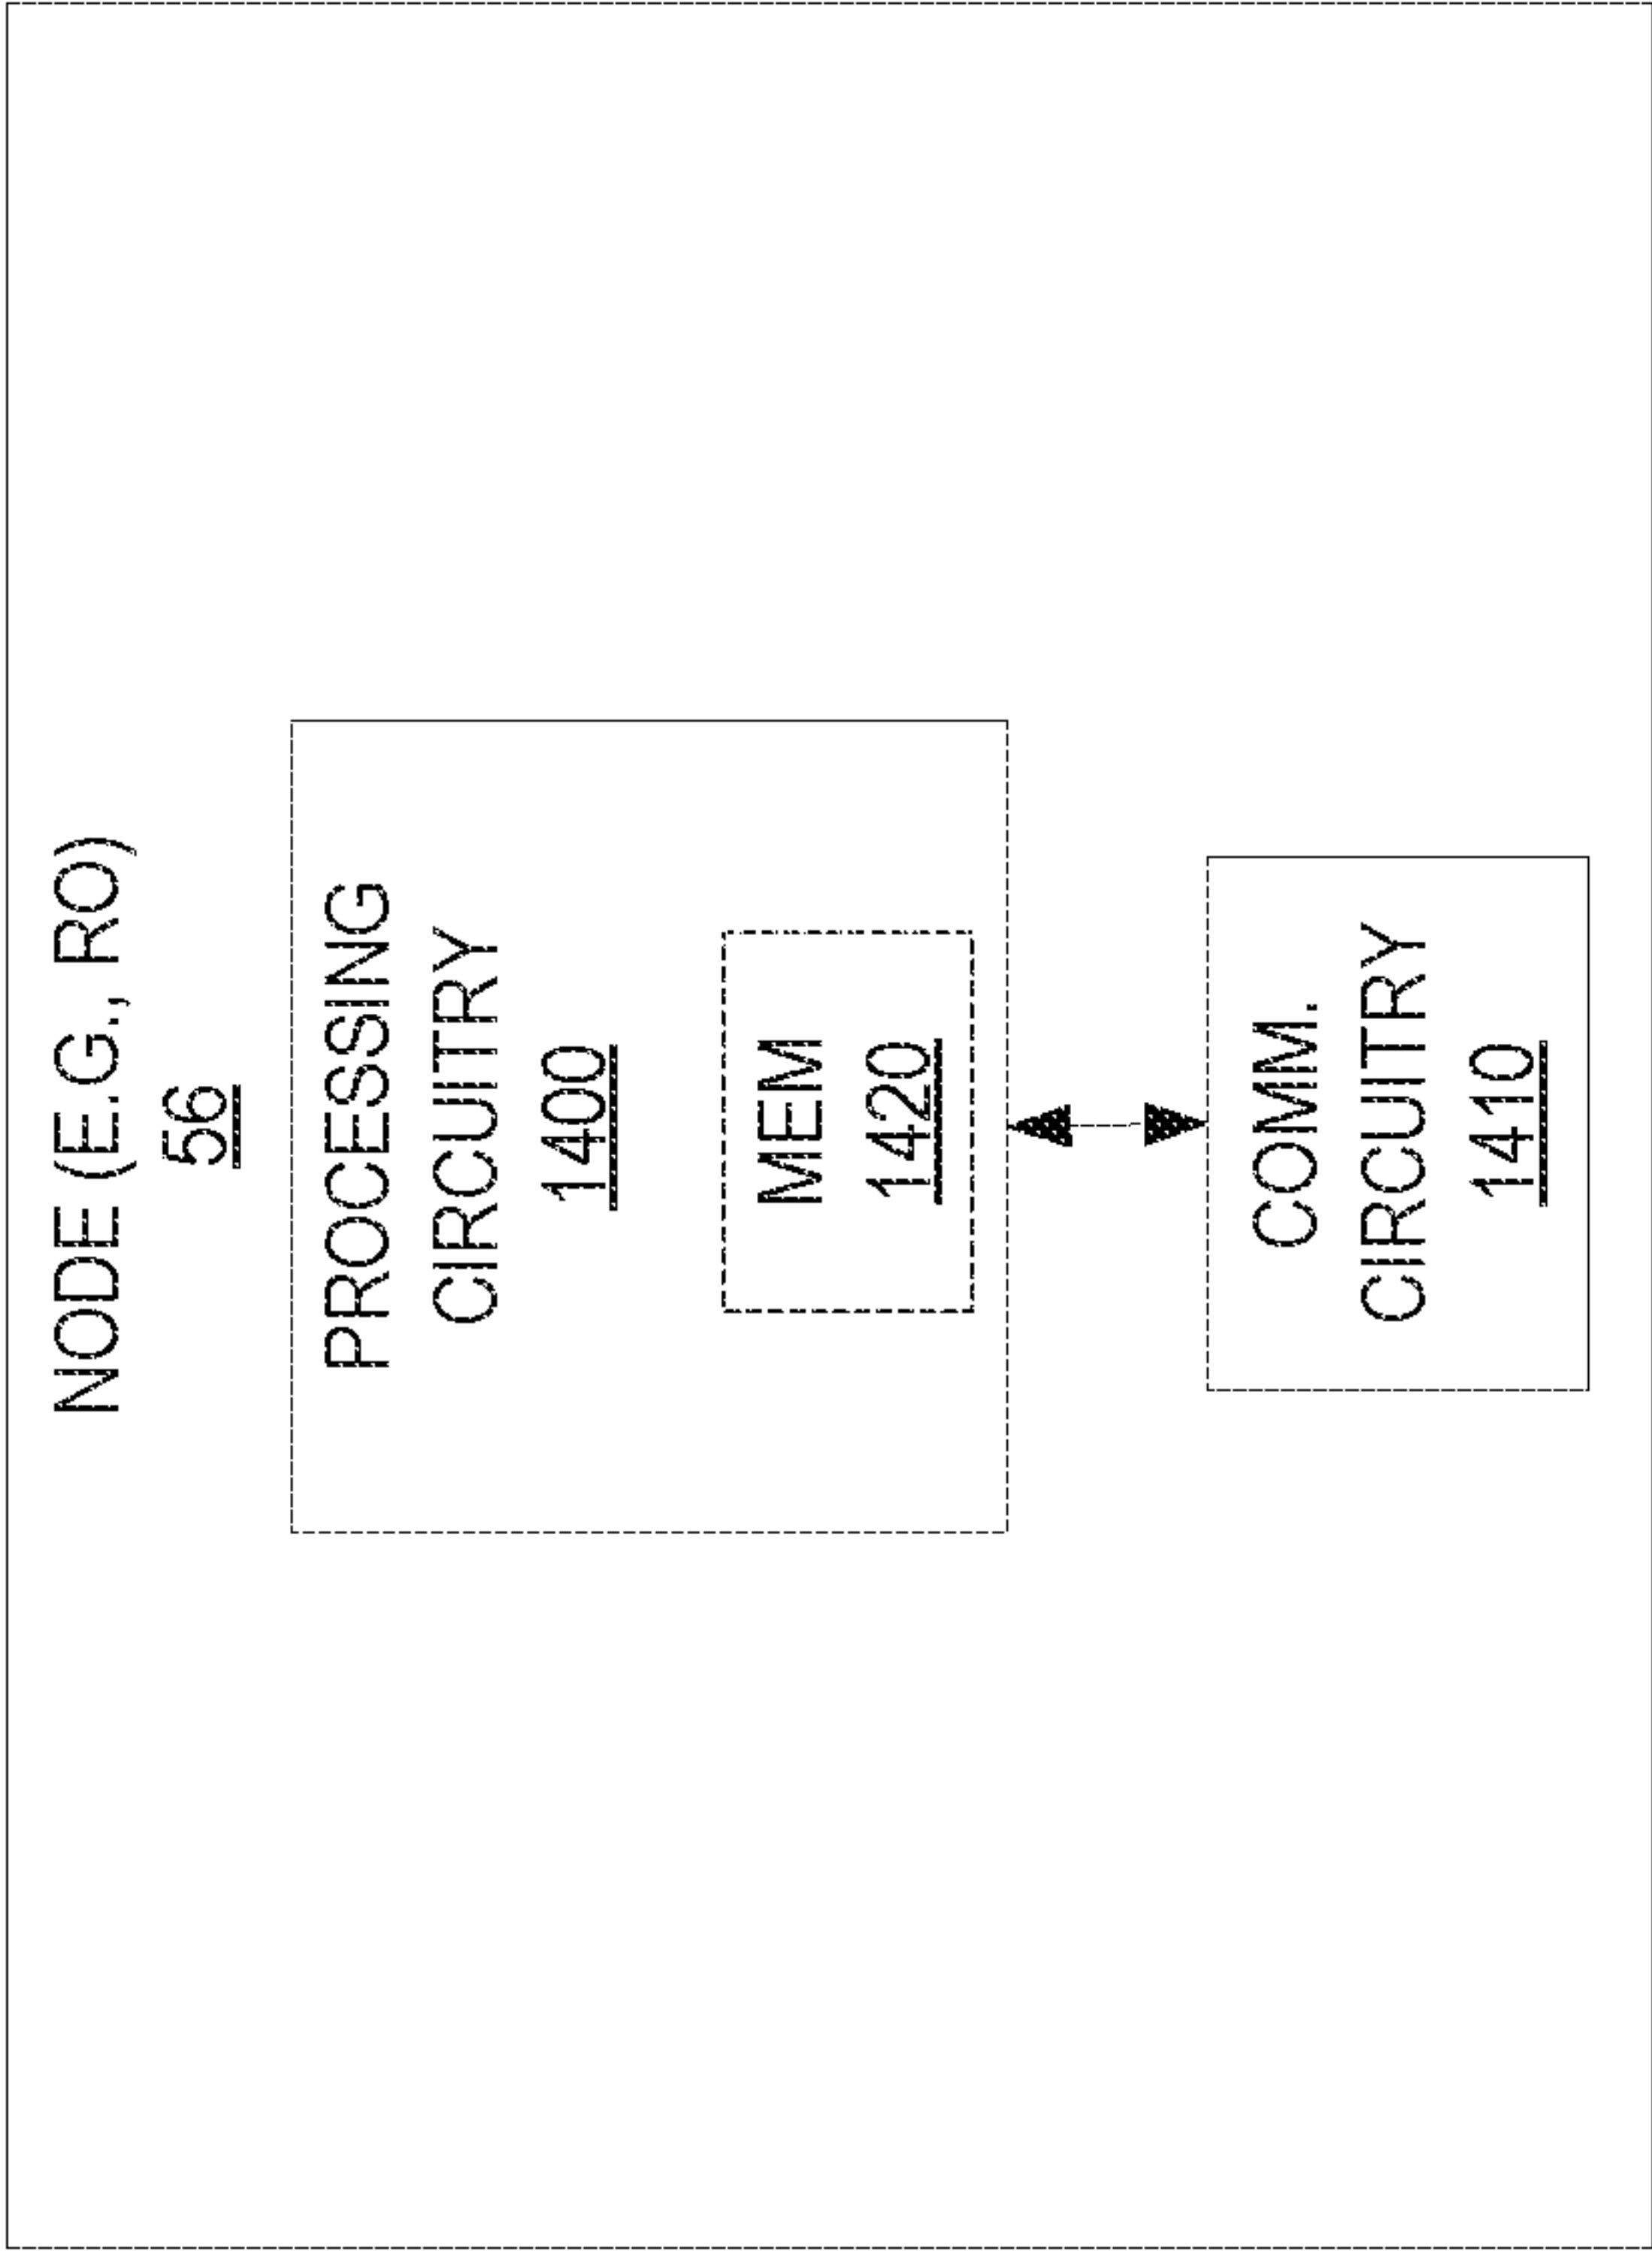 NODE (E.G., RO)
56
PROCESSING
CIRCUITRY
1400
MEM
1420
COMM.
CIRCUITRY
1410